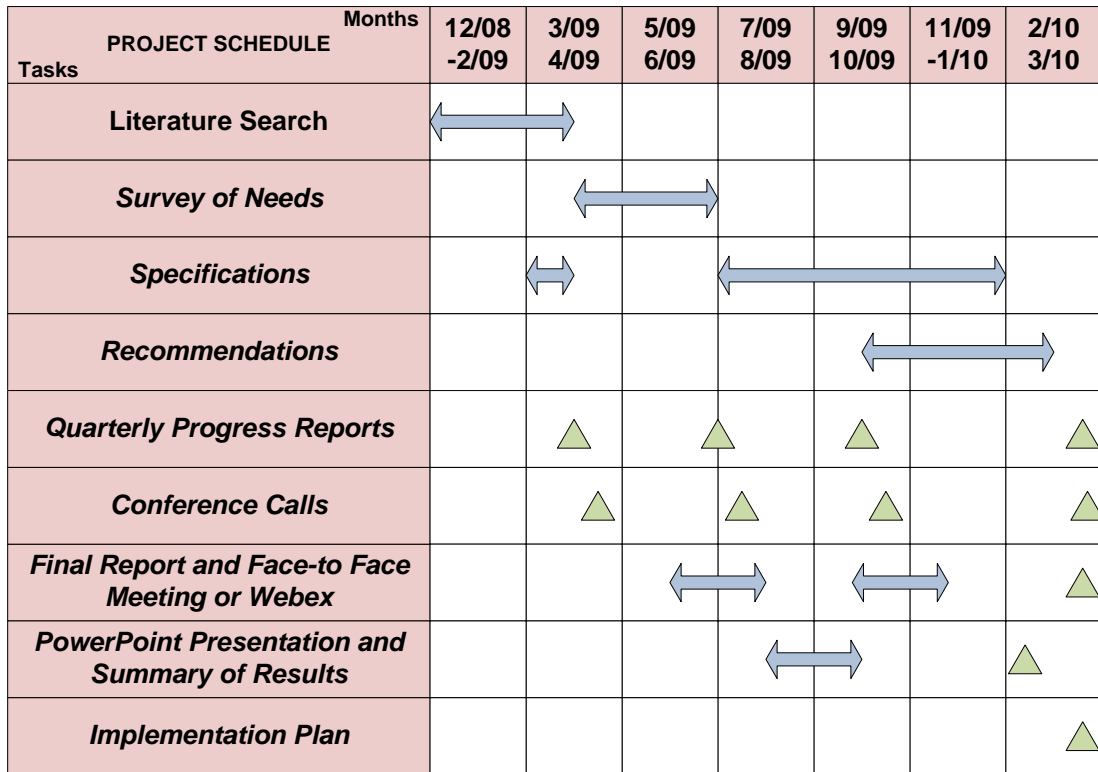 Months
PROJECT SCHEDULE
Tasks
12/08
-2/09
3/09
4/09
5/09
6/09
7/09
8/09
9/09
10/09
11/09
-1/10
2/10
3/10
Literature Search
Survey of Needs
Specifications
Recommendations
Quarterly Progress Reports
Conference Calls
Final Report and Face-to Face
Meeting or Webex
PowerPoint Presentation and
Summary of Results
Implementation Plan